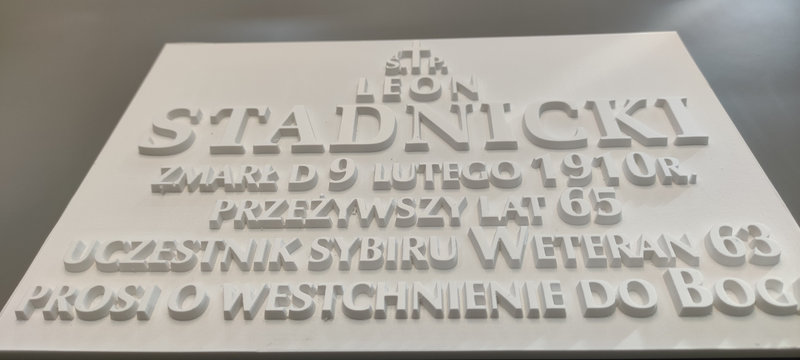 Ś. † P.
LEON
STADNICKI
ZMARŁ D 9 LUTEGO 1910R.,
PRZEŻYWSZY LAT 65
UCZESTNIK SYBIRU WETERAN 63
PROSI O WESTCHNIENIE DO